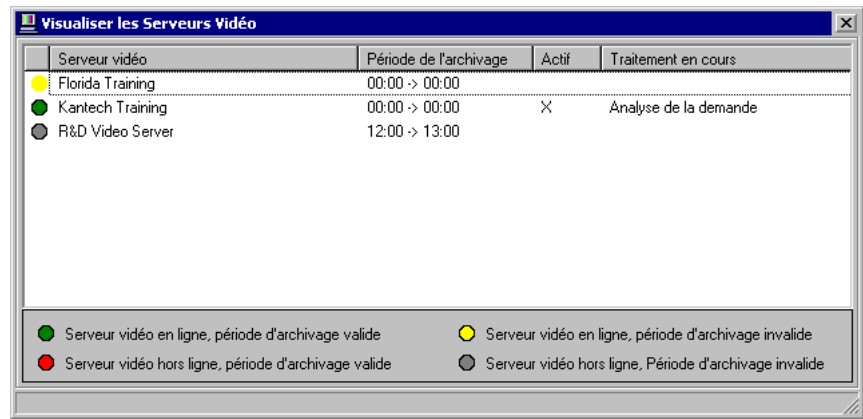 Visualiser les Serveurs Vidéo
Serveur vidéo Période de l'archivage Actif Traitement en cours
Florida Training 00:00 -> 00:00
Kantech Training 00:00 -> 00:00 X Analyse de la demande
R&D Video Server 12:00 -> 13:00
Serveur vidéo en ligne, période d'archivage valide Serveur vidéo en ligne, période d'archivage invalide
Serveur vidéo hors ligne, période d'archivage valide Serveur vidéo hors ligne, Période d'archivage invalide